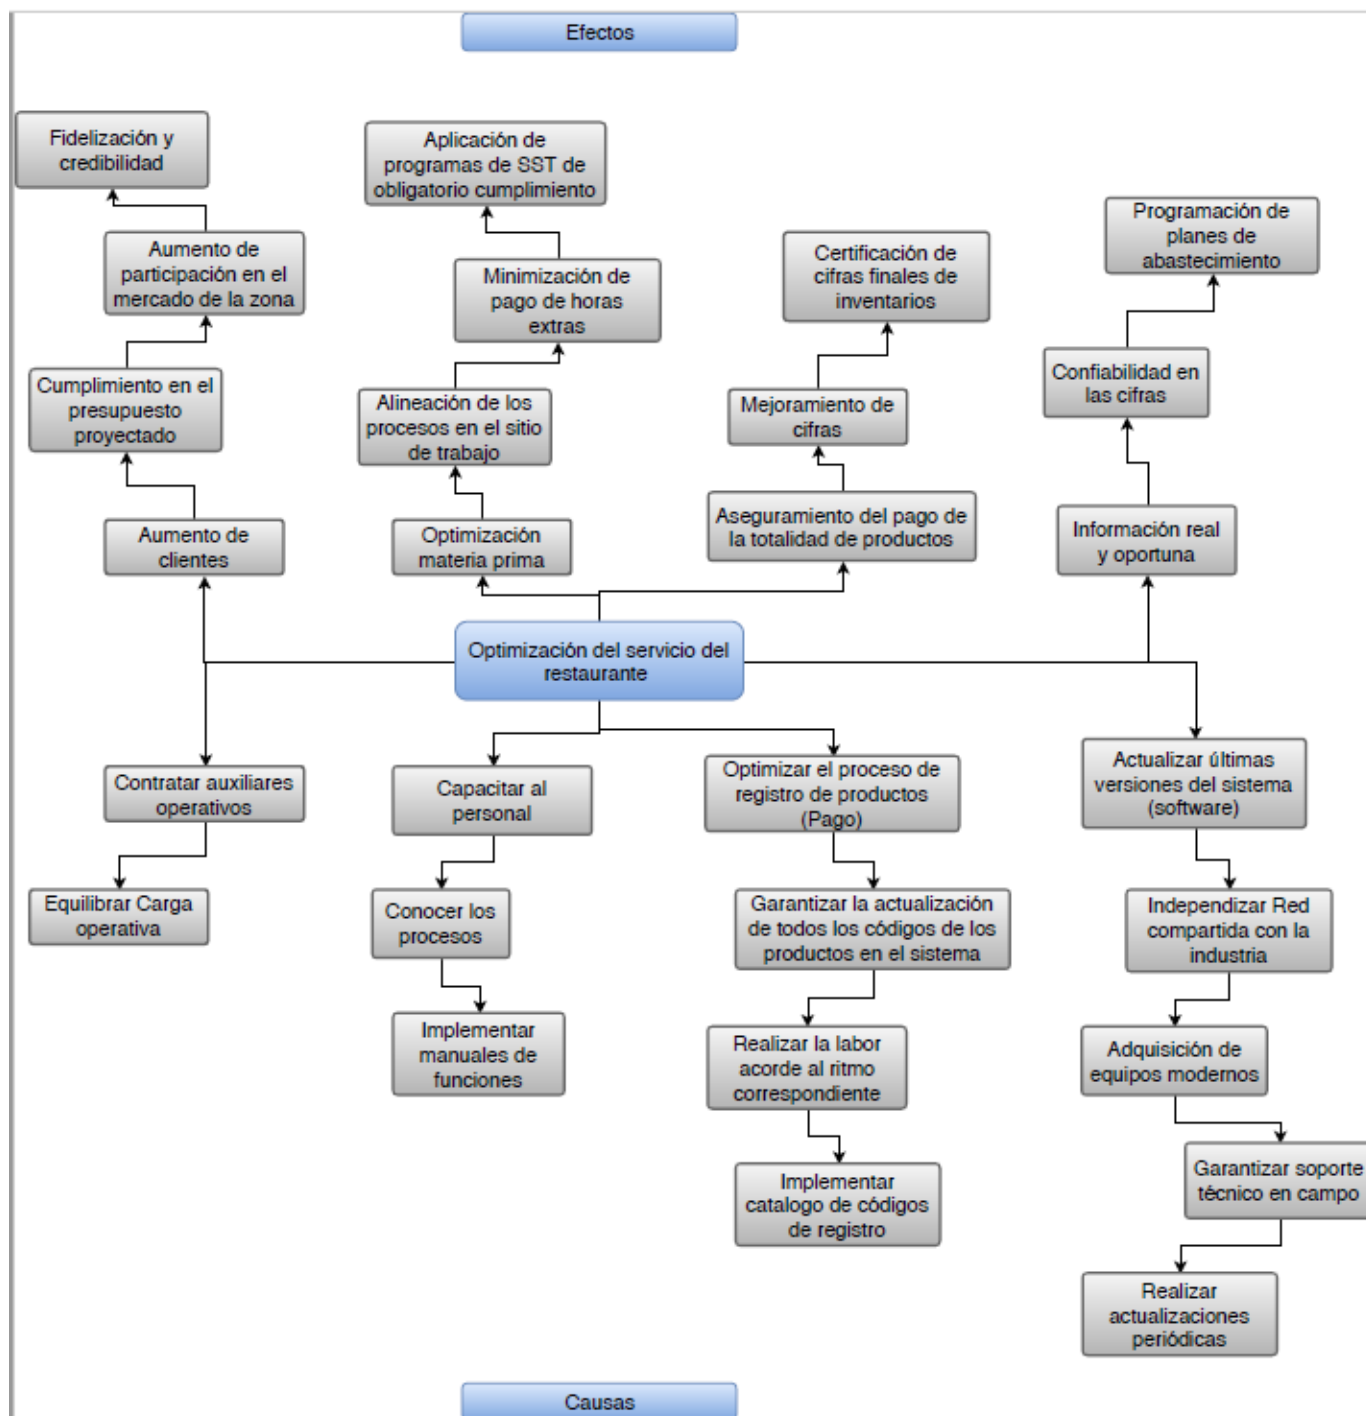 Efectos
Fidelización y
credibilidad
Aplicación de
programas de SST de
obligatorio cumplimiento
Programación de
planes de
abastecimiento
Aumento de
participación en el
mercado de la zona
Minimización de
pago de horas
extras
Certificación de
cifras finales de
inventarios
Cumplimiento en el
presupuesto
proyectado
Alineación de los
procesos en el sitio
de trabajo
Mejoramiento de
cifras
Confiabilidad en
las cifras
Aumento de
clientes
Optimización
materia prima
Aseguramiento del pago de
la totalidad de productos
Información real
y oportuna
Optimización del servicio del
restaurante
Contratar auxiliares
operativos
Capacitar al
personal
Optimizar el proceso de
registro de productos
(Pago)
Actualizar últimas
versiones del sistema
(software)
Equilibrar Carga
operativa
Conocer los
procesos
Garantizar la actualización
de todos los códigos de los
productos en el sistema
Independizar Red
compartida con la
industria
Implementar
manuales de
funciones
Realizar la labor
acorde al ritmo
correspondiente
Adquisición de
equipos modernos
Implementar
catalogo de códigos
de registro
Garantizar soporte
técnico en campo
Realizar
actualizaciones
periódicas
Causas